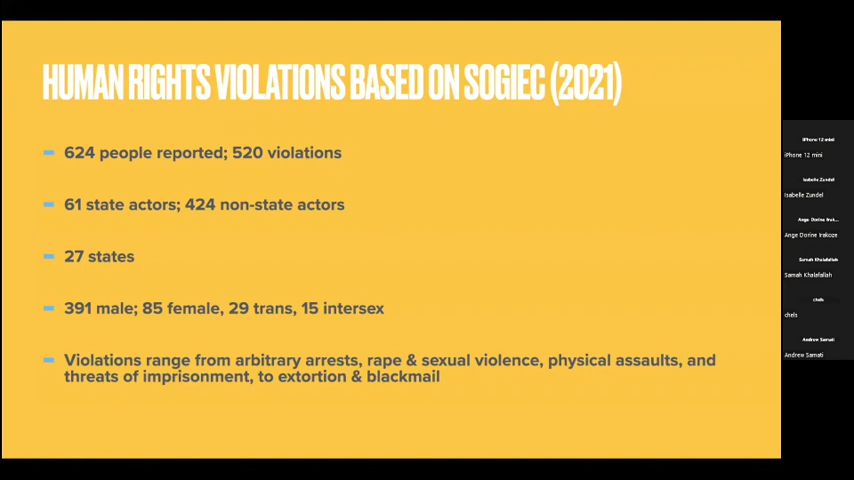 HUMAN RIGHTS VIOLATIONS BASED ON SOGIEC (2021)
624 people reported; 520 violations
61 state actors; 424 non-state actors
27 states
391 male; 85 female, 29 trans, 15 intersex
Violations range from arbitrary arrests, rape & sexual violence, physical assaults, and
threats of imprisonment, to extortion & blackmail
iPhone 12 mini
iPhone 12 mini
Isabelle Zundel
Isabelle Zundel
Ange Dorine Irak...
Ange Dorine Irakoze
Samah Khalafallah
Samah Khalafallah
chels
chels
Andrew Samati
Andrew Samati